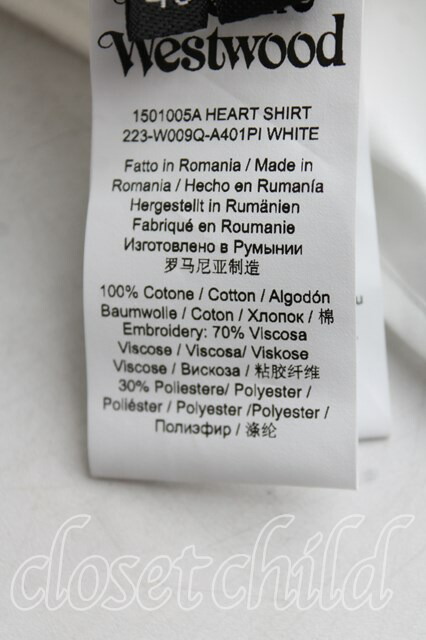 Westwood
1501005A HEART SHIRT
223-W009Q-A401PI WHITE
Fatto in Romania / Made in
Romania / Hecho en Rumanía
Hergestellt in Rumänien
Fabriqué en Roumanie
Изготовлено в Румынии
罗马尼亚制造
100% Cotone / Cotton / Algodón
Baumwolle / Coton / Хлопок / 棉
Embroidery: 70% Viscosa
Viscose / Viscosa/ Viskose
Viscose / Вискоза / 粘胶纤维
30% Poliestere/ Polyester /
Poliéster / Polyester /Polyester /
Полиэфир / 涤纶
closet child